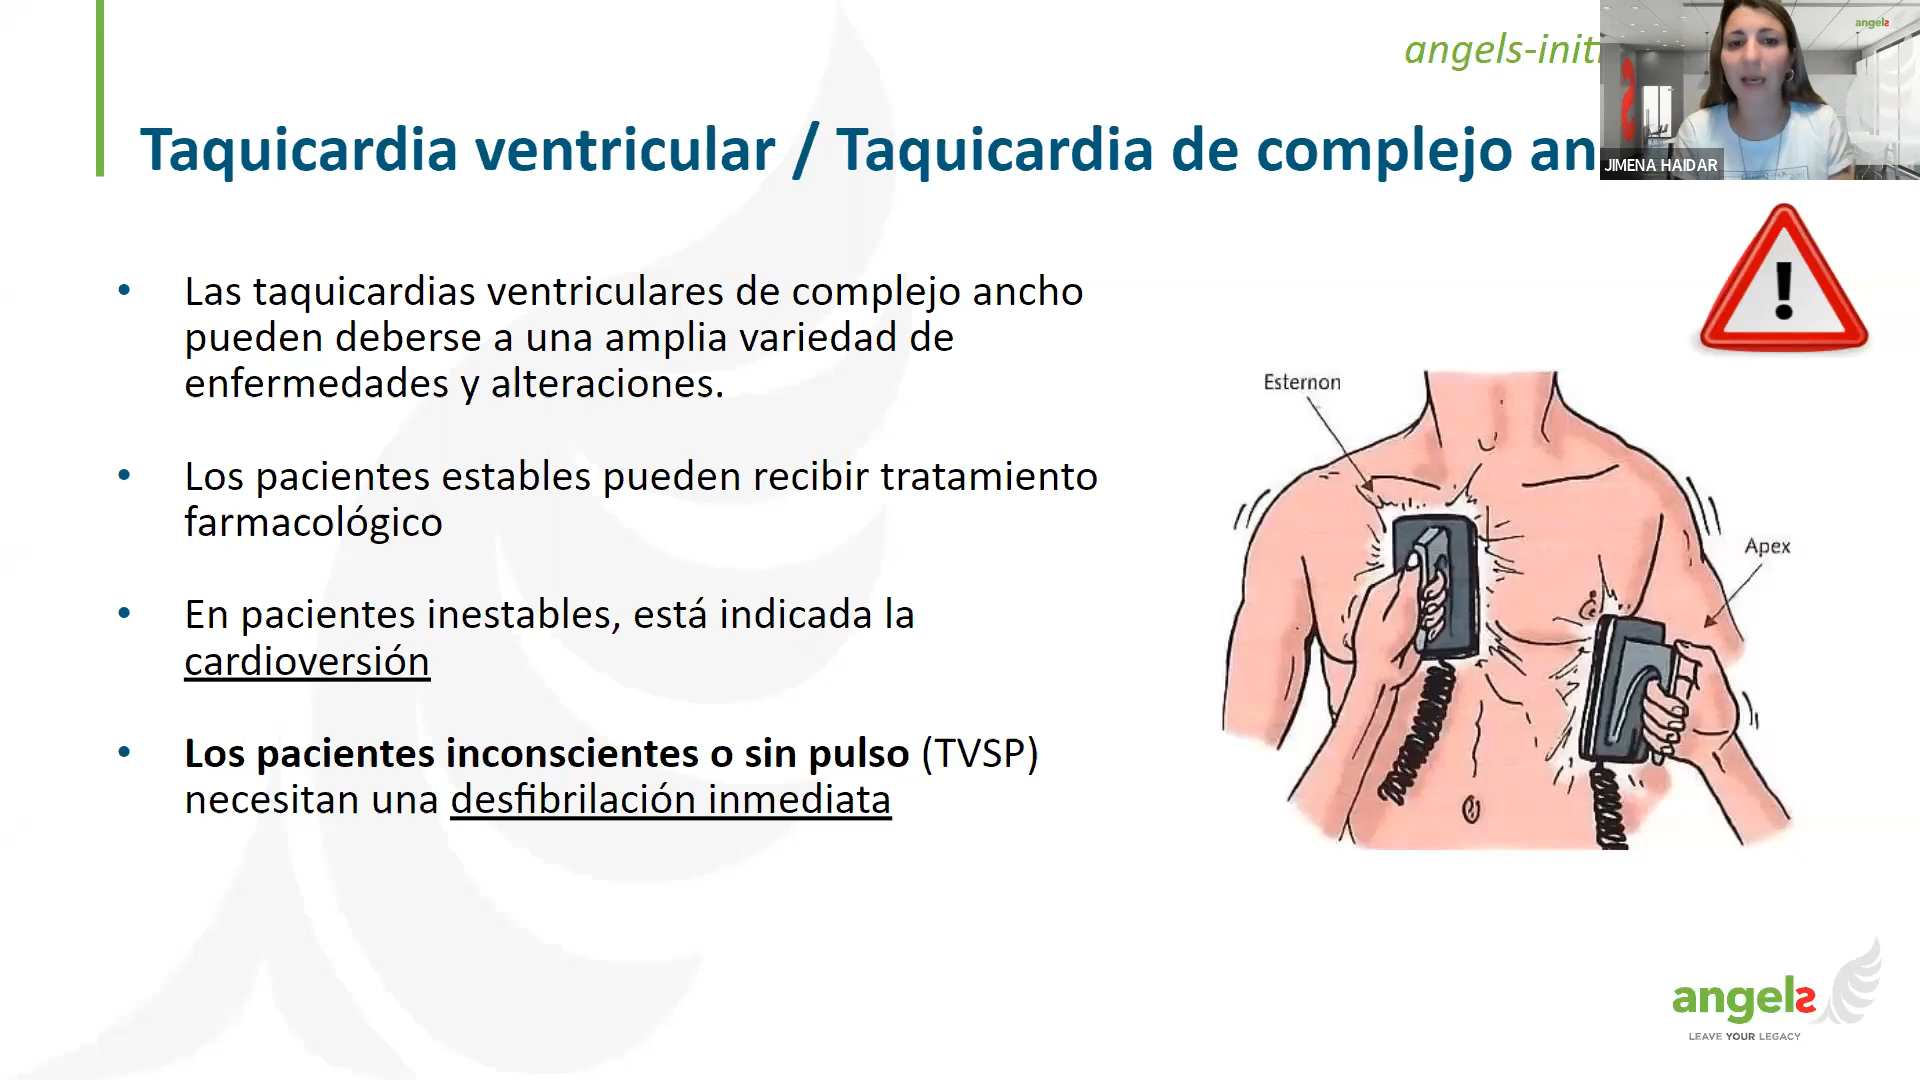 angels-initi
angels
Taquicardia ventricular / Taquicardia de complejo an
JIMENA HAIDAR
• Las taquicardias ventriculares de complejo ancho
pueden deberse a una amplia variedad de
enfermedades y alteraciones.
• Los pacientes estables pueden recibir tratamiento
farmacológico
• En pacientes inestables, está indicada la
cardioversión
• Los pacientes inconscientes o sin pulso (TVSP)
necesitan una desfibrilación inmediata
Esternon
Apex
angels
LEAVE YOUR LEGACY